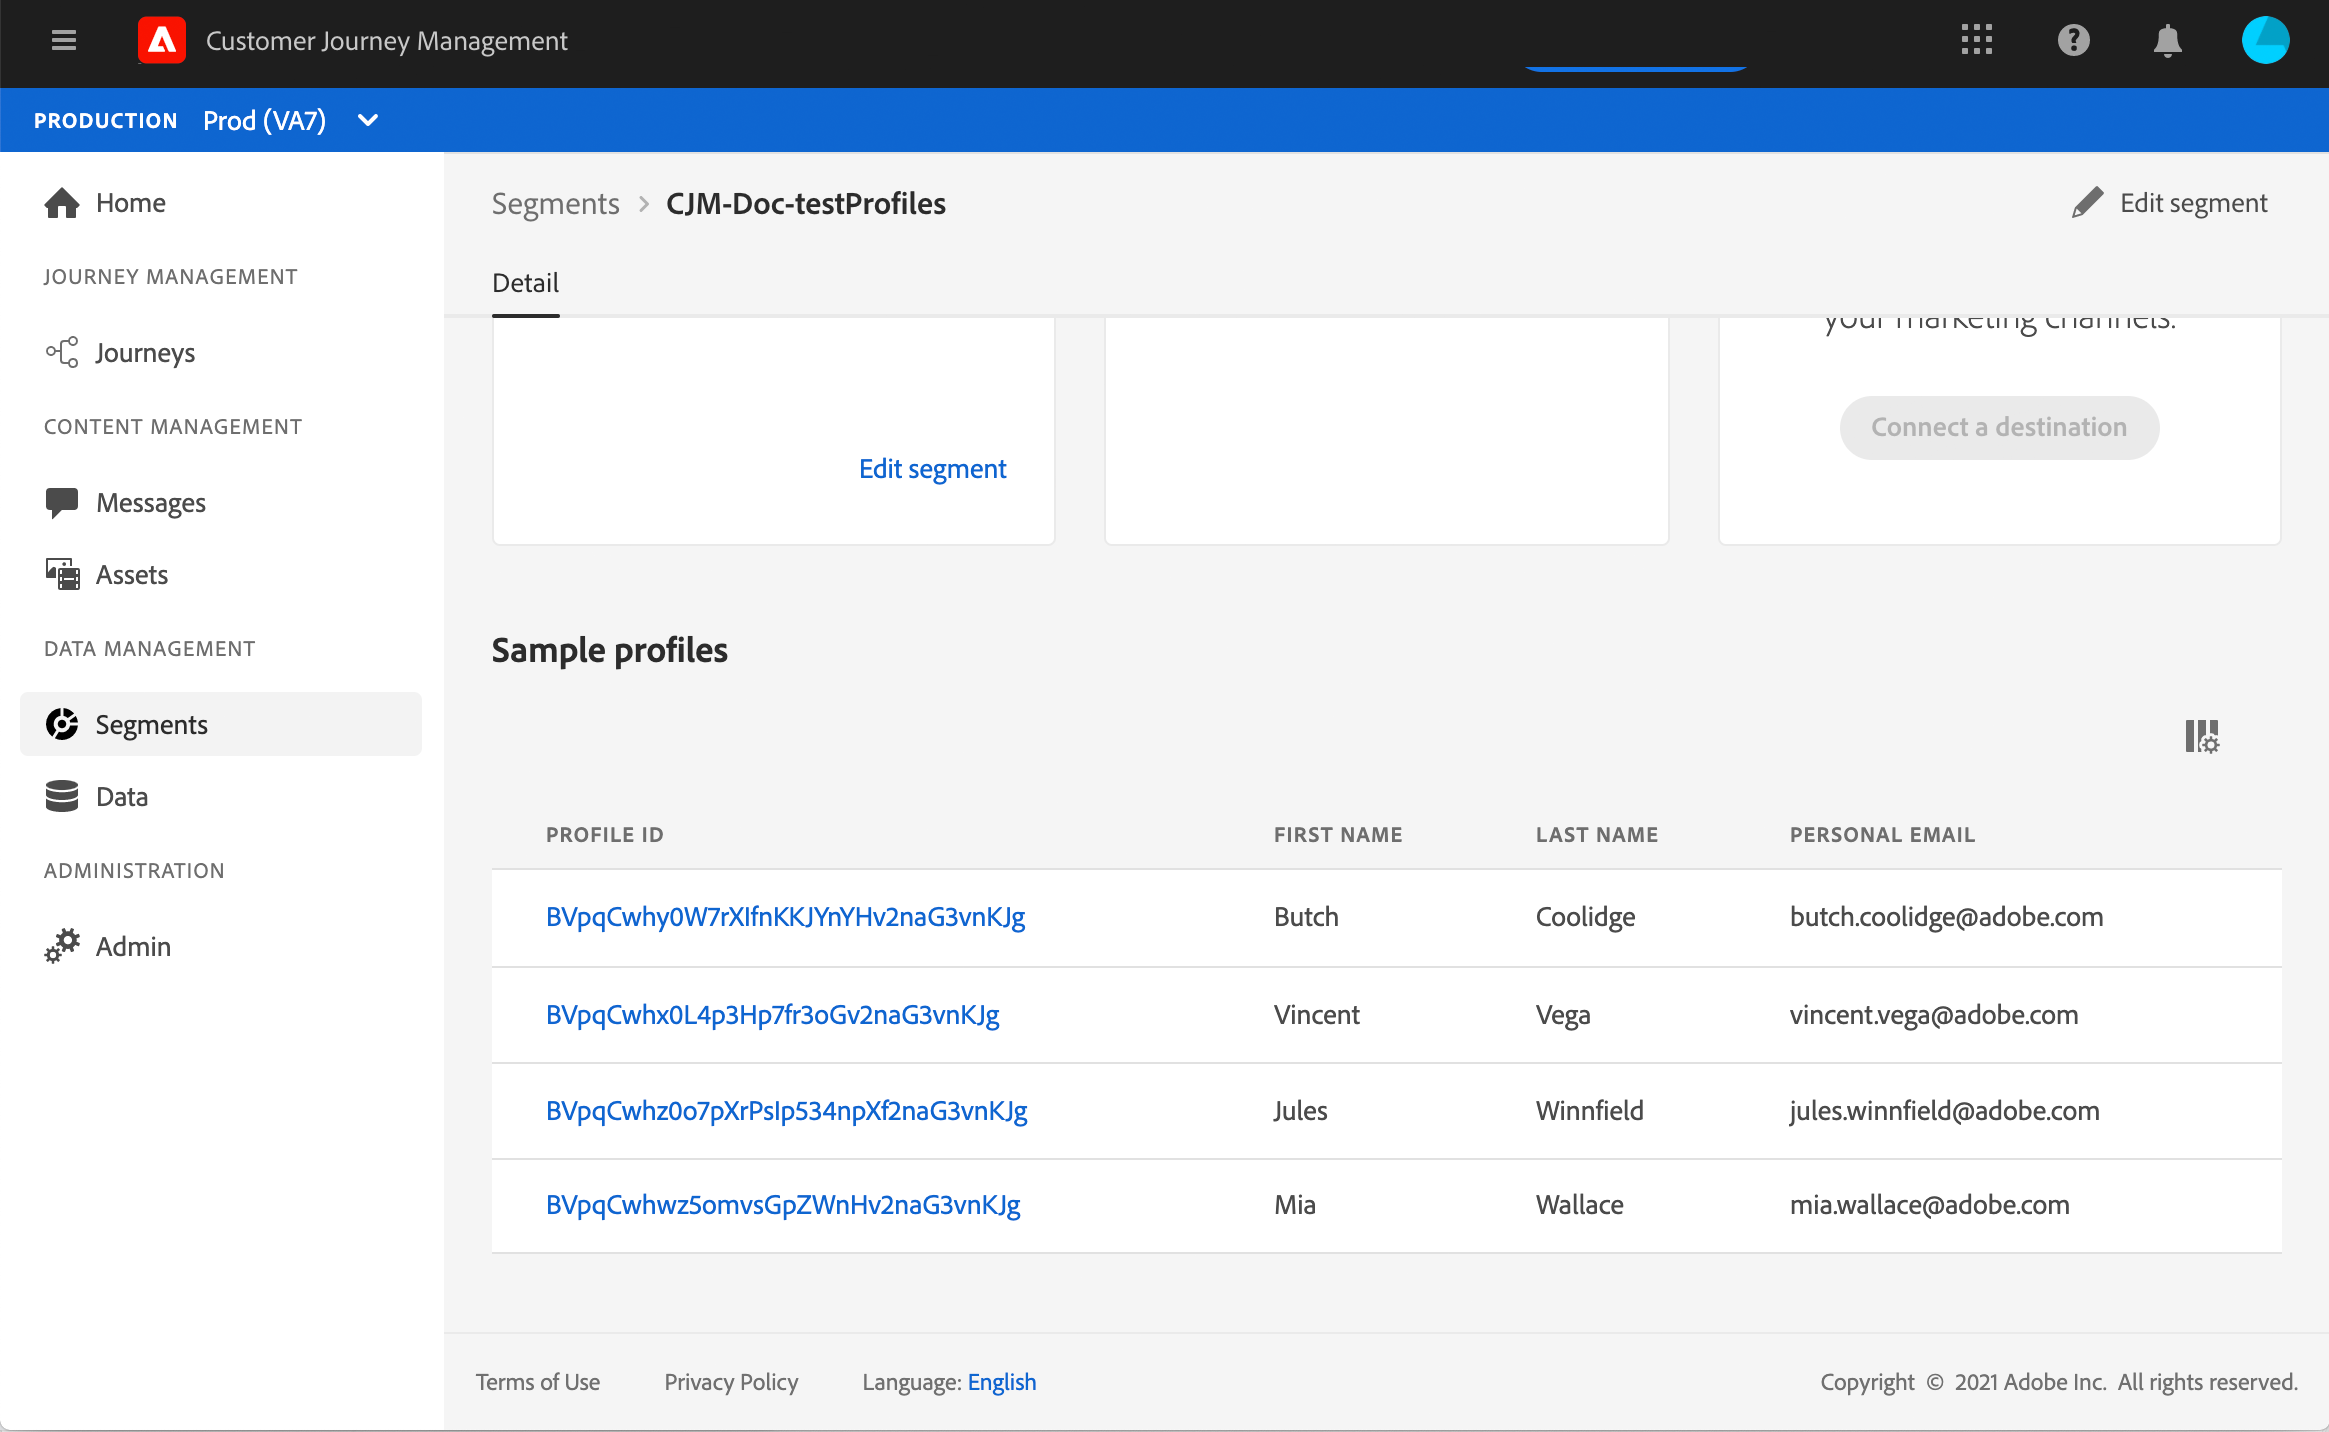 Customer Journey Management
PRODUCTION Prod (VA7)
Home
JOURNEY MANAGEMENT
Journeys
CONTENT MANAGEMENT
Messages
Assets
DATA MANAGEMENT
Segments
Data
ADMINISTRATION
Admin
Segments > CJM-Doc-testProfiles
Edit segment
Detail
your marketing channels.
Connect a destination
Edit segment
Sample profiles
PROFILE ID FIRST NAME LAST NAME PERSONAL EMAIL
BVpqCwhy0W7rXIfnKKJYnYHv2naG3vnKJg Butch Coolidge butch.coolidge@adobe.com
BVpqCwhx0L4p3Hp7fr3oGv2naG3vnKJg Vincent Vega vincent.vega@adobe.com
BVpqCwhz0o7pXrPsIp534npXf2naG3vnKJg Jules Winnfield jules.winnfield@adobe.com
BVpqCwhwz5omvsGpZWnHv2naG3vnKJg Mia Wallace mia.wallace@adobe.com
Terms of Use Privacy Policy Language: English Copyright © 2021 Adobe Inc. All rights reserved.